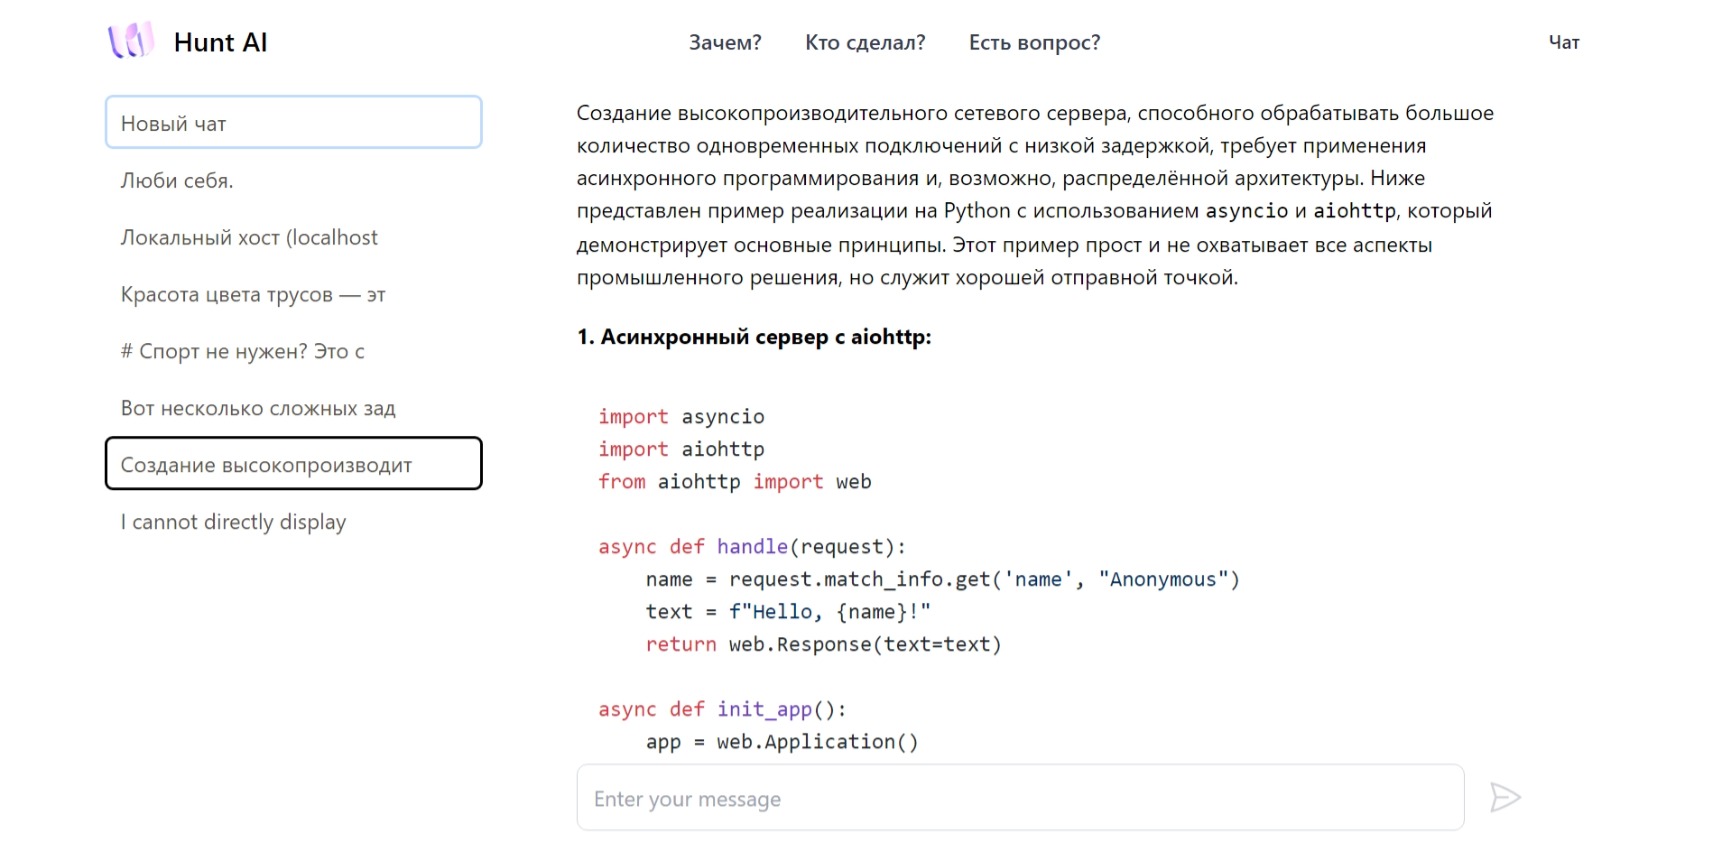 Hunt AI
Зачем?
Кто сделал?
Есть вопрос?
Чат
Новый чат
Люби себя.
Локальный хост (localhost
Красота цвета трусов — эт
# Спорт не нужен? Это с
Вот несколько сложных зад
Создание высокопроизводит
I cannot directly display
Создание высокопроизводительного сетевого сервера, способного обрабатывать большое
количество одновременных подключений с низкой задержкой, требует применения
асинхронного программирования и, возможно, распределённой архитектуры. Ниже
представлен пример реализации на Python с использованием asyncio и aiohttp, который
демонстрирует основные принципы. Этот пример прост и не охватывает все аспекты
промышленного решения, но служит хорошей отправной точкой.
1. Асинхронный сервер с aiohttp:
import asyncio
import aiohttp
from aiohttp import web
async def handle(request):
    name = request.match_info.get('name', "Anonymous")
    text = f"Hello, {name}!"
    return web.Response(text=text)
async def init_app():
    app = web.Application()
Enter your message